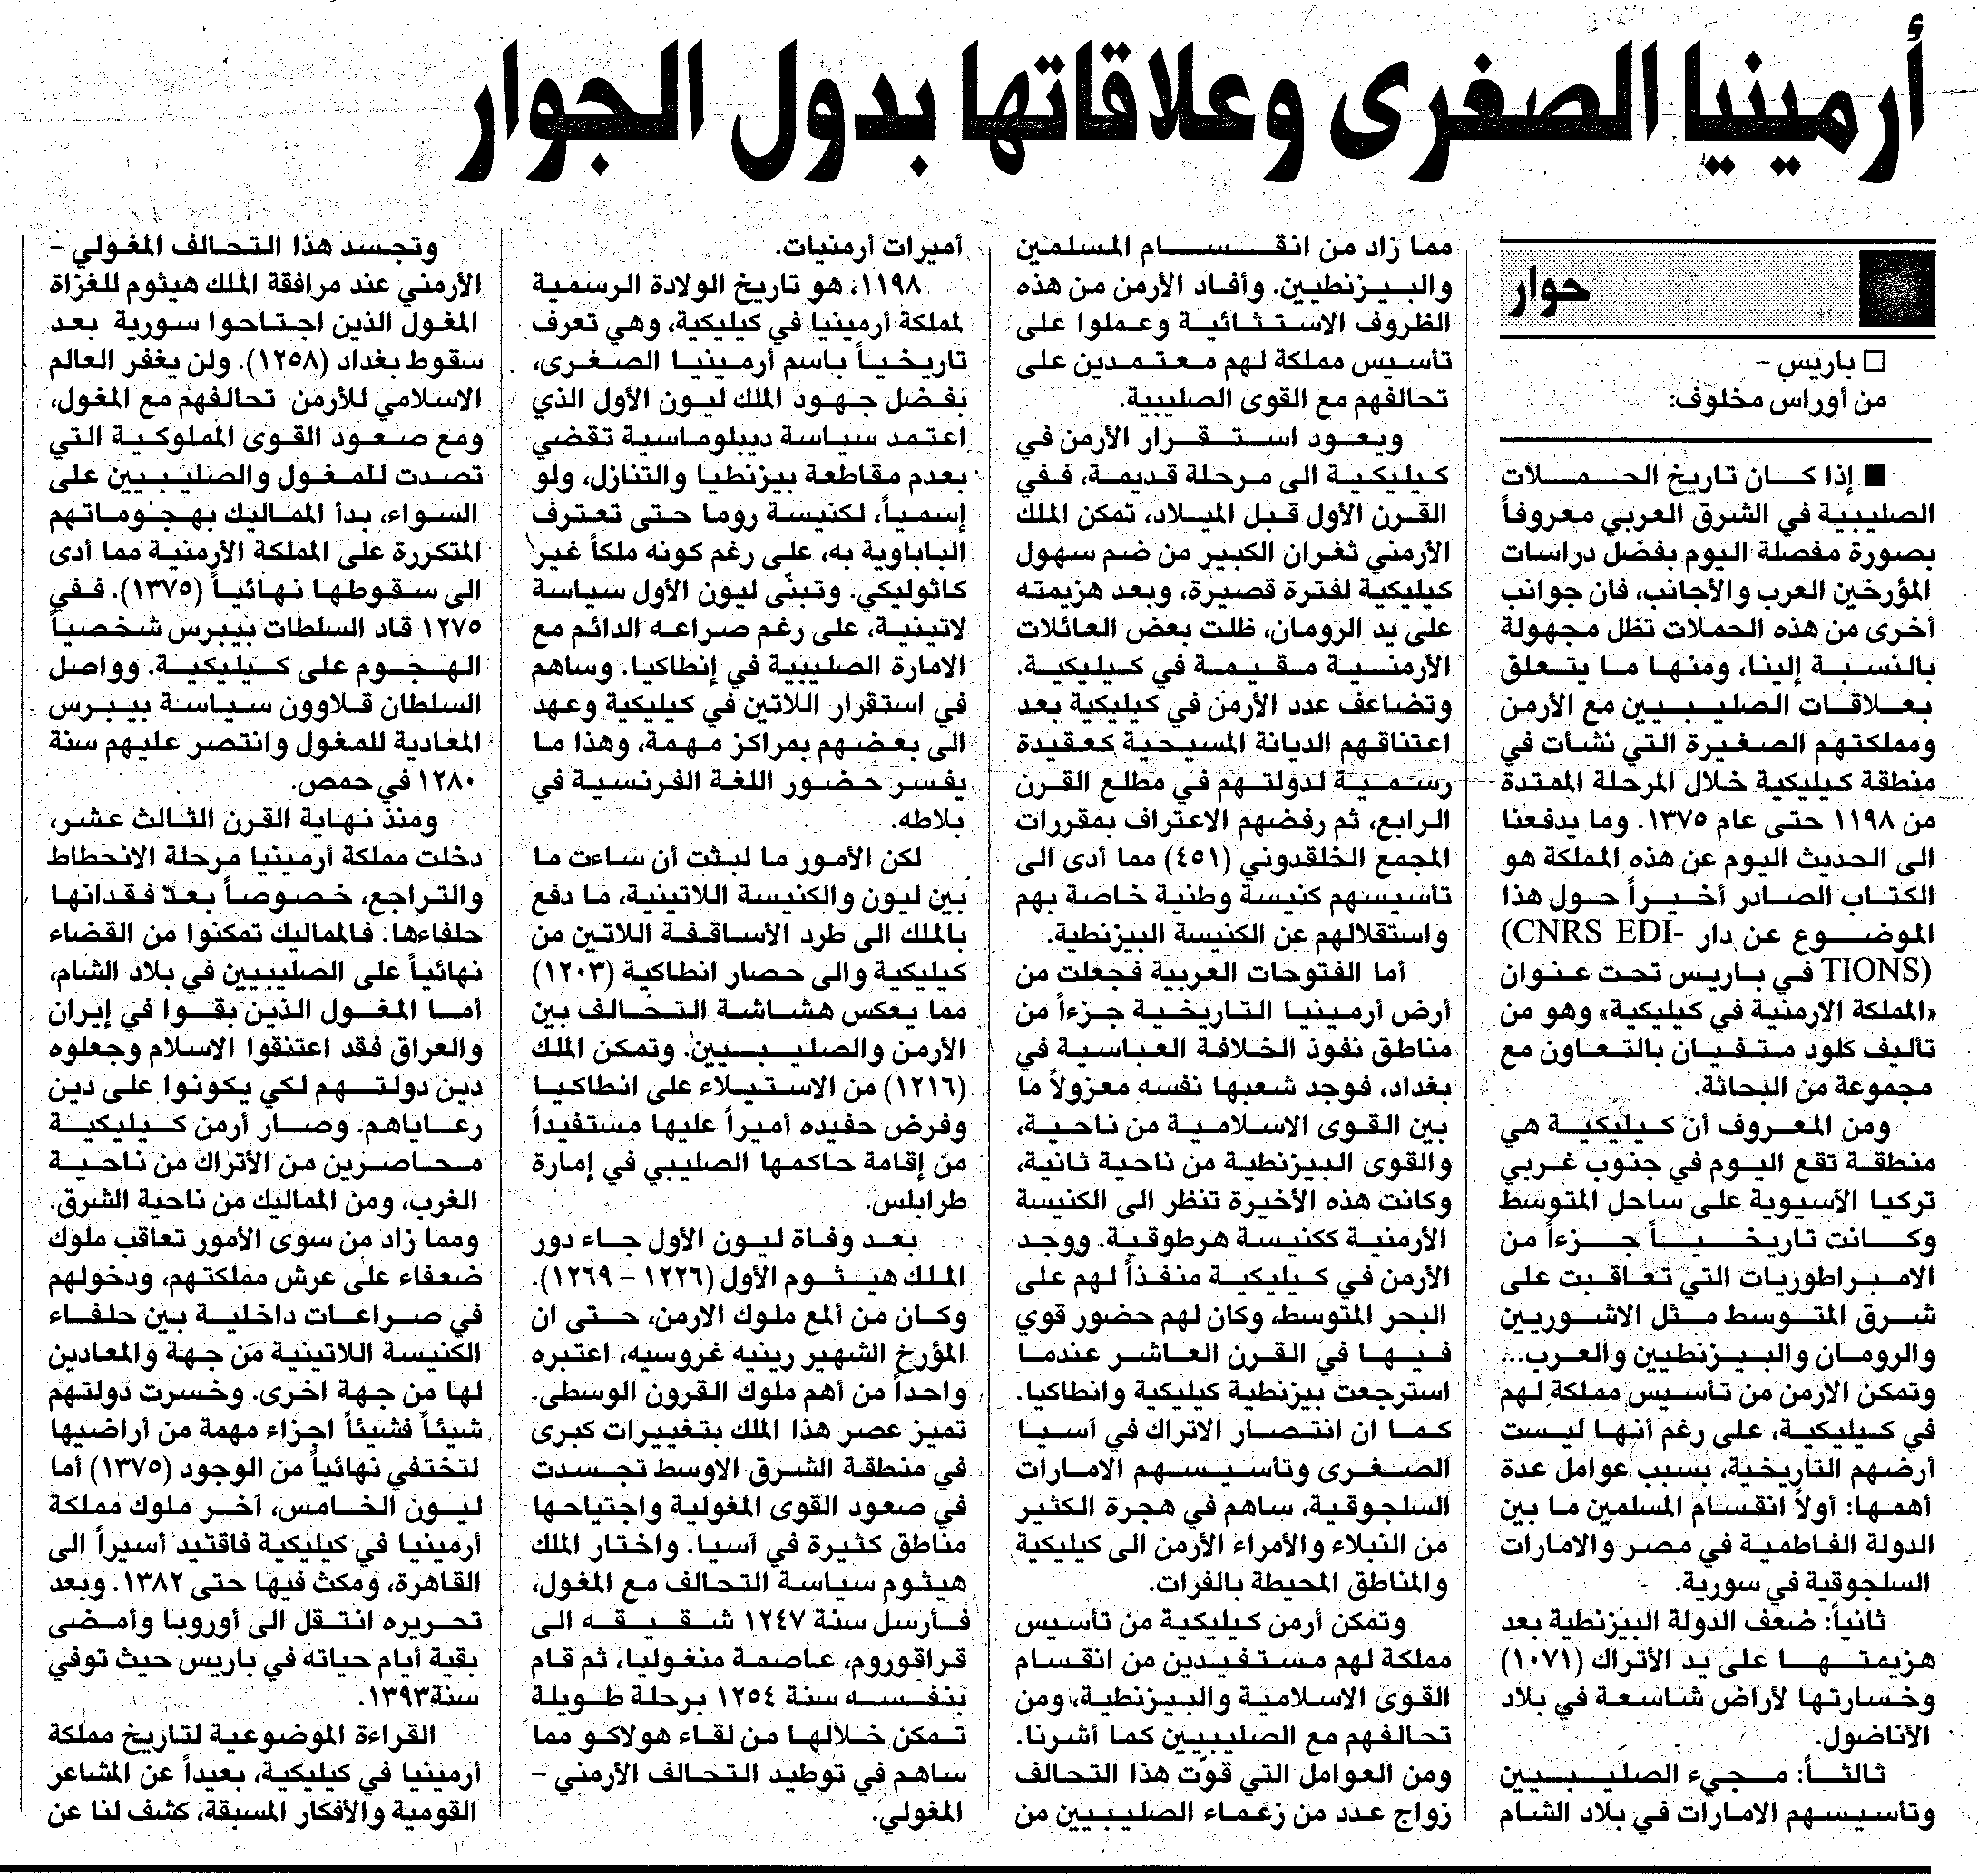 أرمينيا الصغرى وعلاقاتها بدول الجوار
حوار
□ باريس –
من أوراس مخلوف:
■ إذا كـــان تاريخ الحـــمـــلات
الصليبية في الشرق العربي معروفاً
بصورة مفصلة اليوم بفضل دراسات
المؤرخين العرب والأجانب، فان جوانب
أخرى من هذه الحملات تظل مجهولة
بالنسبة إلينا، ومنها ما يتعلق
بعلاقات الصليبيين مع الأرمن
ومملكتهم الصغيرة التي نشأت في
منطقة كيليكية خلال المرحلة الممتدة
من ١١٩٨ حتى عام ١٣٧٥. وما يدفعنا
الى الحديث اليوم عن هذه المملكة هو
الكتاب الصادر أخيراً حول هذا
الموضوع عن دار (CNRS EDI-
TIONS) في باريس تحت عنوان
«المملكة الارمنية في كيليكية» وهو من
تأليف كلود متفيان بالتعاون مع
مجموعة من البحاثة.
ومن المعروف أن كيليكية هي
منطقة تقع اليوم في جنوب غربي
تركيا الآسيوية على ساحل المتوسط
وكانت تاريخياً جزءاً من
الامبراطوريات التي تعاقبت على
شرق المتوسط مثل الاشوريين
والرومان والبيزنطيين والعرب...
وتمكن الارمن من تأسيس مملكة لهم
في كيليكية، على رغم أنها ليست
أرضهم التاريخية، بسبب عوامل عدة
أهمها: أولاً انقسام المسلمين ما بين
الدولة الفاطمية في مصر والامارات
السلجوقية في سورية.
ثانياً: ضعف الدولة البيزنطية بعد
هزيمتها على يد الأتراك (١٠٧١)
وخسارتها لأراض شاسعة في بلاد
الأناضول.
ثالثاً: مجيء الصليبيين
وتأسيسهم الامارات في بلاد الشام
مما زاد من انقسام المسلمين
والبيزنطيين. وأفاد الأرمن من هذه
الظروف الاستثنائية وعملوا على
تأسيس مملكة لهم معتمدين على
تحالفهم مع القوى الصليبية.
ويعود استقرار الأرمن في
كيليكية الى مرحلة قديمة، ففي
القرن الأول قبل الميلاد، تمكن الملك
الأرمني ثغران الكبير من ضم سهول
كيليكية لفترة قصيرة، وبعد هزيمته
على يد الرومان، ظلت بعض العائلات
الأرمنية مقيمة في كيليكية.
وتضاعف عدد الأرمن في كيليكية بعد
اعتناقهم الديانة المسيحية كعقيدة
رسمية لدولتهم في مطلع القرن
الرابع، ثم رفضهم الاعتراف بمقررات
المجمع الخلقدوني (٤٥١) مما أدى الى
تأسيسهم كنيسة وطنية خاصة بهم
واستقلالهم عن الكنيسة البيزنطية.
أما الفتوحات العربية فجعلت من
أرض أرمينيا التاريخية جزءاً من
مناطق نفوذ الخلافة العباسية في
بغداد، فوجد شعبها نفسه معزولاً ما
بين القوى الاسلامية من ناحية،
والقوى البيزنطية من ناحية ثانية،
وكانت هذه الأخيرة تنظر الى الكنيسة
الأرمنية ككنيسة هرطوقية. ووجد
الأرمن في كيليكية منفذاً لهم على
البحر المتوسط، وكان لهم حضور قوي
فيها في القرن العاشر عندما
استرجعت بيزنطية كيليكية وانطاكيا.
كما ان انتصار الاتراك في آسيا
الصغرى وتأسيسهم الامارات
السلجوقية، ساهم في هجرة الكثير
من النبلاء والأمراء الأرمن الى كيليكية
والمناطق المحيطة بالفرات.
وتمكن أرمن كيليكية من تأسيس
مملكة لهم مستفيدين من انقسام
القوى الاسلامية والبيزنطية، ومن
تحالفهم مع الصليبيين كما أشرنا.
ومن العوامل التي قوت هذا التحالف
زواج عدد من زعماء الصليبيين من
أميرات أرمنيات.
١١٩٨، هو تاريخ الولادة الرسمية
لمملكة أرمينيا في كيليكية، وهي تعرف
تاريخياً باسم أرمينيا الصغرى،
بفضل جهود الملك ليون الأول الذي
اعتمد سياسة ديبلوماسية تقضي
بعدم مقاطعة بيزنطيا والتنازل، ولو
إسمياً، لكنيسة روما حتى تعترف
الباباوية به، على رغم كونه ملكاً غير
كاثوليكي. وتبنّى ليون الأول سياسة
لاتينية، على رغم صراعه الدائم مع
الامارة الصليبية في إنطاكيا. وساهم
في استقرار اللاتين في كيليكية وعهد
الى بعضهم بمراكز مهمة، وهذا ما
يفسر حضور اللغة الفرنسية في
بلاطه.
لكن الأمور ما لبثت أن ساءت ما
بين ليون والكنيسة اللاتينية، ما دفع
بالملك الى طرد الأساقفة اللاتين من
كيليكية والى حصار انطاكية (١٢٠٣)
مما يعكس هشاشة التحالف بين
الأرمن والصليبيين. وتمكن الملك
(١٢١٦) من الاستيلاء على انطاكيا
وفرض حفيده أميراً عليها مستفيداً
من إقامة حاكمها الصليبي في إمارة
طرابلس.
بعد وفاة ليون الأول جاء دور
الملك هيثوم الأول (١٢٢٦ – ١٢٦٩).
وكان من ألمع ملوك الارمن، حتى ان
المؤرخ الشهير رينيه غروسيه، اعتبره
واحداً من أهم ملوك القرون الوسطى.
تميز عصر هذا الملك بتغييرات كبرى
في منطقة الشرق الاوسط تجسدت
في صعود القوى المغولية واجتياحها
مناطق كثيرة في آسيا. واختار الملك
هيثوم سياسة التحالف مع المغول،
فأرسل سنة ١٢٤٧ شقيقه الى
قراقوروم، عاصمة منغوليا، ثم قام
بنفسه سنة ١٢٥٤ برحلة طويلة
تمكن خلالها من لقاء هولاكو مما
ساهم في توطيد التحالف الأرمني –
المغولي.
وتجسد هذا التحالف المغولي –
الأرمني عند مرافقة الملك هيثوم للغزاة
المغول الذين اجتاحوا سورية بعد
سقوط بغداد (١٢٥٨). ولن يغفر العالم
الاسلامي للأرمن تحالفهم مع المغول،
ومع صعود القوى المملوكية التي
تصدت للمغول والصليبيين على
السواء، بدأ المماليك بهجوماتهم
المتكررة على المملكة الأرمنية مما أدى
الى سقوطها نهائياً (١٣٧٥). ففي
١٢٧٥ قاد السلطات بيبرس شخصياً
الهجوم على كيليكية. وواصل
السلطان قلاوون سياسة بيبرس
المعادية للمغول وانتصر عليهم سنة
١٢٨٠ في حمص.
ومنذ نهاية القرن الثالث عشر،
دخلت مملكة أرمينيا مرحلة الانحطاط
والتراجع، خصوصاً بعد فقدانها
حلفاءها. فالمماليك تمكنوا من القضاء
نهائياً على الصليبيين في بلاد الشام،
أما المغول الذين بقوا في إيران
والعراق فقد اعتنقوا الاسلام وجعلوه
دين دولتهم لكي يكونوا على دين
رعاياهم. وصار أرمن كيليكية
محاصرين من الأتراك من ناحية
الغرب، ومن المماليك من ناحية الشرق.
ومما زاد من سوى الأمور تعاقب ملوك
ضعفاء على عرش مملكتهم، ودخولهم
في صراعات داخلية بين حلفاء
الكنيسة اللاتينية من جهة والمعادين
لها من جهة اخرى. وخسرت دولتهم
شيئاً فشيئاً اجزاء مهمة من أراضيها
لتختفي نهائياً من الوجود (١٣٧٥) أما
ليون الخامس، آخر ملوك مملكة
أرمينيا في كيليكية فاقتيد أسيراً الى
القاهرة، ومكث فيها حتى ١٣٨٢. وبعد
تحريره انتقل الى أوروبا وأمضى
بقية أيام حياته في باريس حيث توفي
سنة١٣٩٣.
القراءة الموضوعية لتاريخ مملكة
أرمينيا في كيليكية، بعيداً عن المشاعر
القومية والأفكار المسبقة، كشف لنا عن